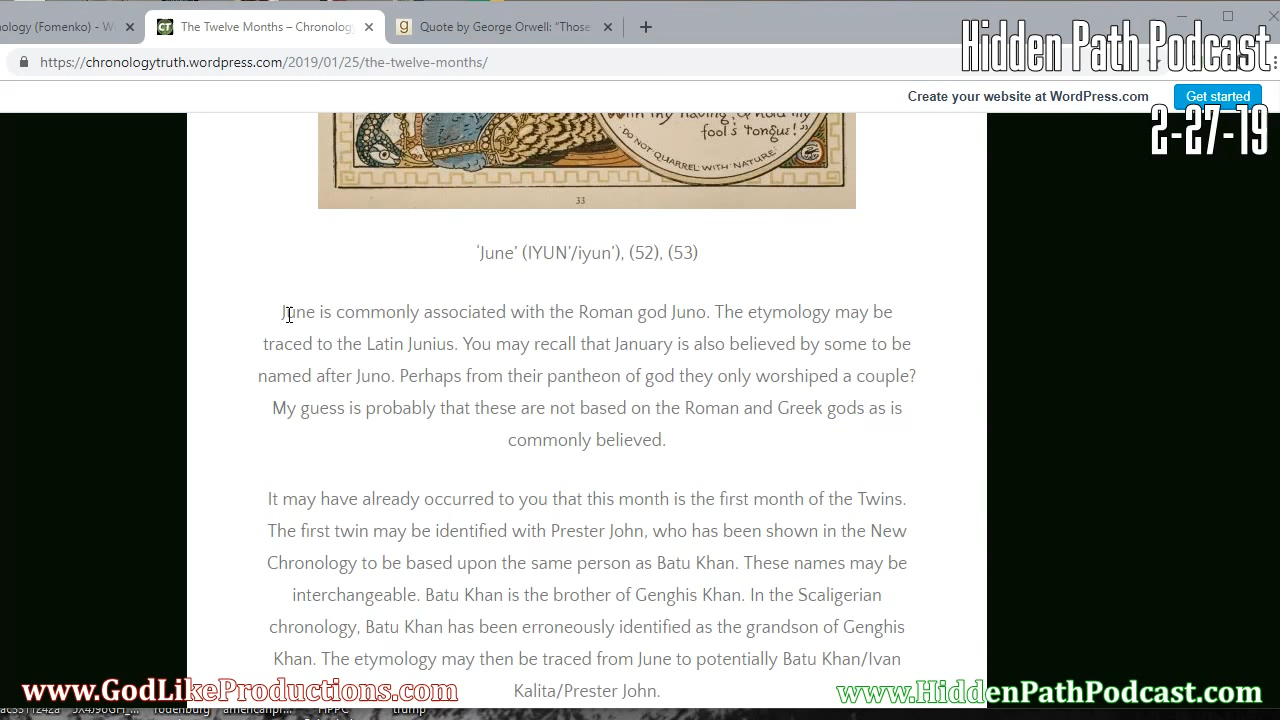 nology (Fomenko) - W
The Twelve Months – Chronolog
Quote by George Orwell: "Those
Hidden Path Podcast
https://chronologytruth.wordpress.com/2019/01/25/the-twelve-months/
Create your website at WordPress.com
Get started
2-27-19
fool's tongue!"
DO NOT QUARREL WITH NATURE
33
'June' (IYUN'/iyun'), (52), (53)
June is commonly associated with the Roman god Juno. The etymology may be
traced to the Latin Junius. You may recall that January is also believed by some to be
named after Juno. Perhaps from their pantheon of god they only worshiped a couple?
My guess is probably that these are not based on the Roman and Greek gods as is
commonly believed.
It may have already occurred to you that this month is the first month of the Twins.
The first twin may be identified with Prester John, who has been shown in the New
Chronology to be based upon the same person as Batu Khan. These names may be
interchangeable. Batu Khan is the brother of Genghis Khan. In the Scaligerian
chronology, Batu Khan has been erroneously identified as the grandson of Genghis
Khan. The etymology may then be traced from June to potentially Batu Khan/Ivan
Kalita/Prester John.
www.GodLikeProductions.com
www.HiddenPathPodcast.com